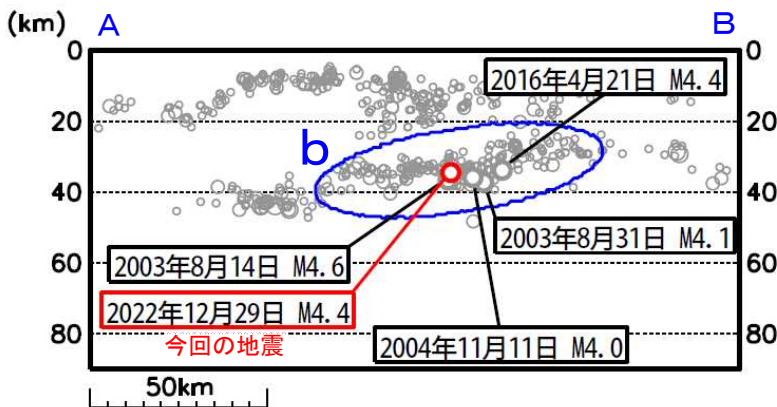 (km) A B
0 0
2016年4月21日 M4.4
20 20
b
40 40
2003年8月31日 M4.1
2003年8月14日 M4.6
60 60
2022年12月29日 M4.4
80 80
今回の地震
2004年11月11日 M4.0
50km